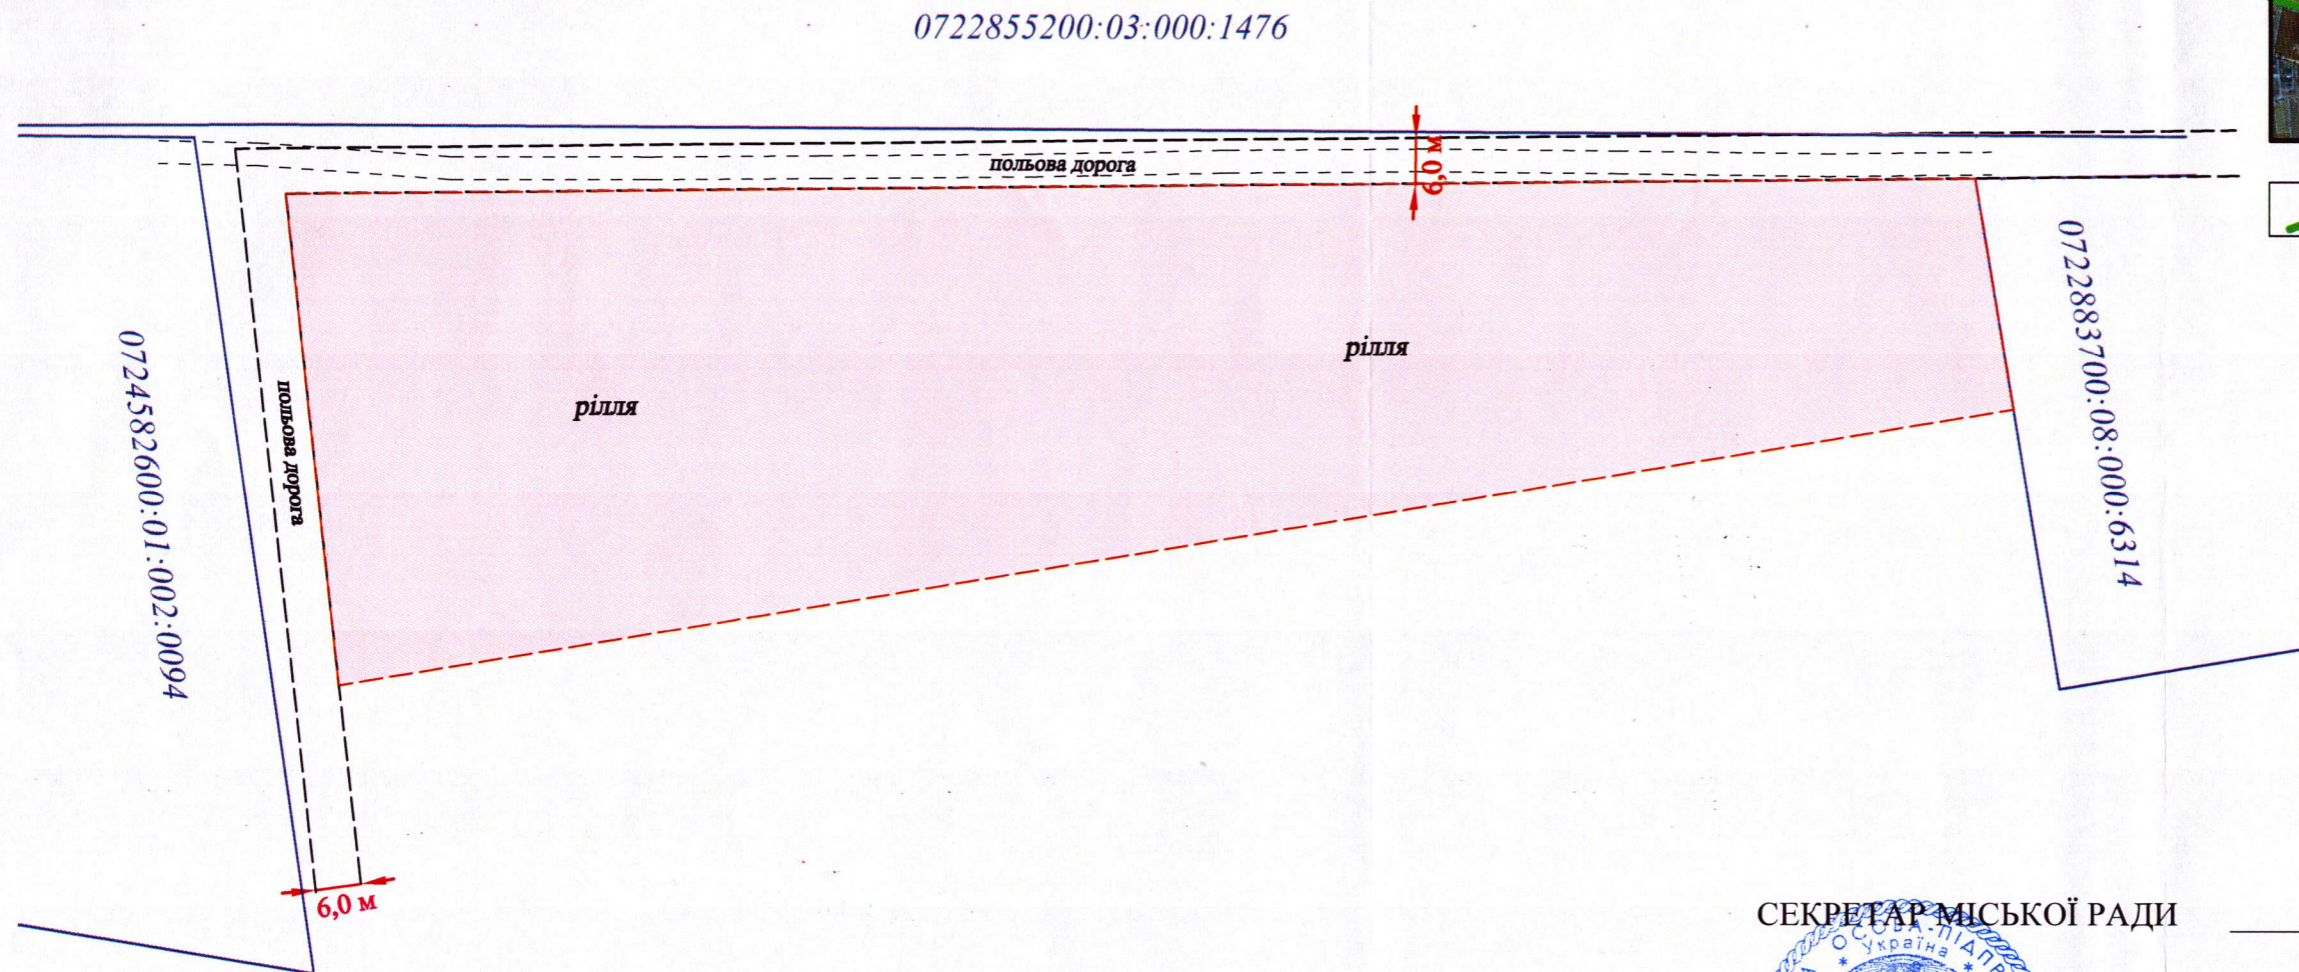 0722855200:03:000:1476
польова дорога
6,0 м
0722883700:08:000:6314
рілля
рілля
0724582600:01:002:0094
польова дорога
6,0 м
СЕКРЕТАР МІСЬКОЇ РАДИ
Україна